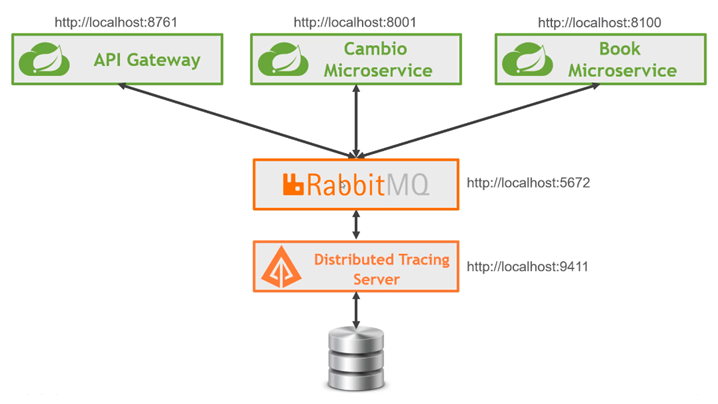 http://localhost:8761
http://localhost:8001
http://localhost:8100
API Gateway
Cambio
Microservice
Book
Microservice
RabbitMQ
http://localhost:5672
Distributed Tracing
Server
http://localhost:9411